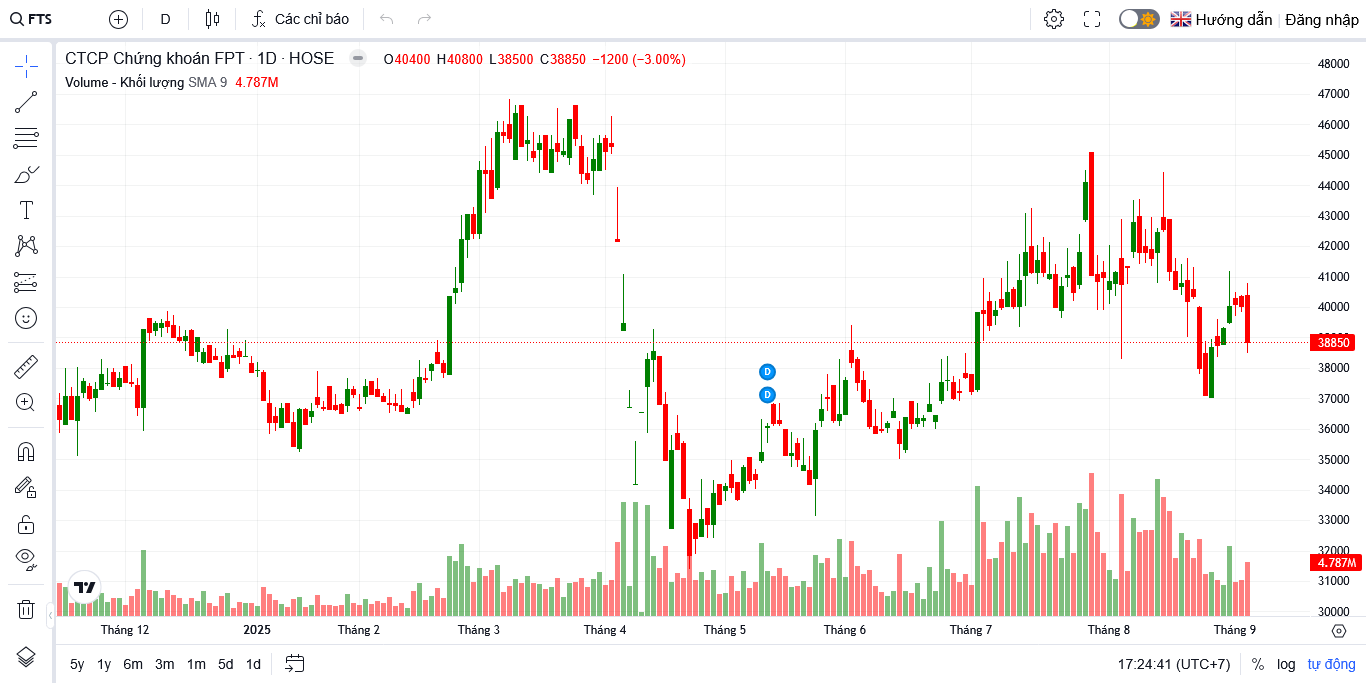 FTS D Các chỉ báo Hướng dẫn Đăng nhập
CTCP Chứng khoán FPT · 1D · HOSE O40400 H40800 L38500 C38850 −1200 (−3.00%)
Volume - Khối lượng SMA 9 4.787M
48000
47000
46000
45000
44000
43000
42000
41000
40000
38850
38000
37000
36000
35000
34000
33000
32000
4.787M
31000
30000
D
D
Tháng 12 2025 Tháng 2 Tháng 3 Tháng 4 Tháng 5 Tháng 6 Tháng 7 Tháng 8 Tháng 9
5y 1y 6m 3m 1m 5d 1d 17:24:41 (UTC+7) % log tự động